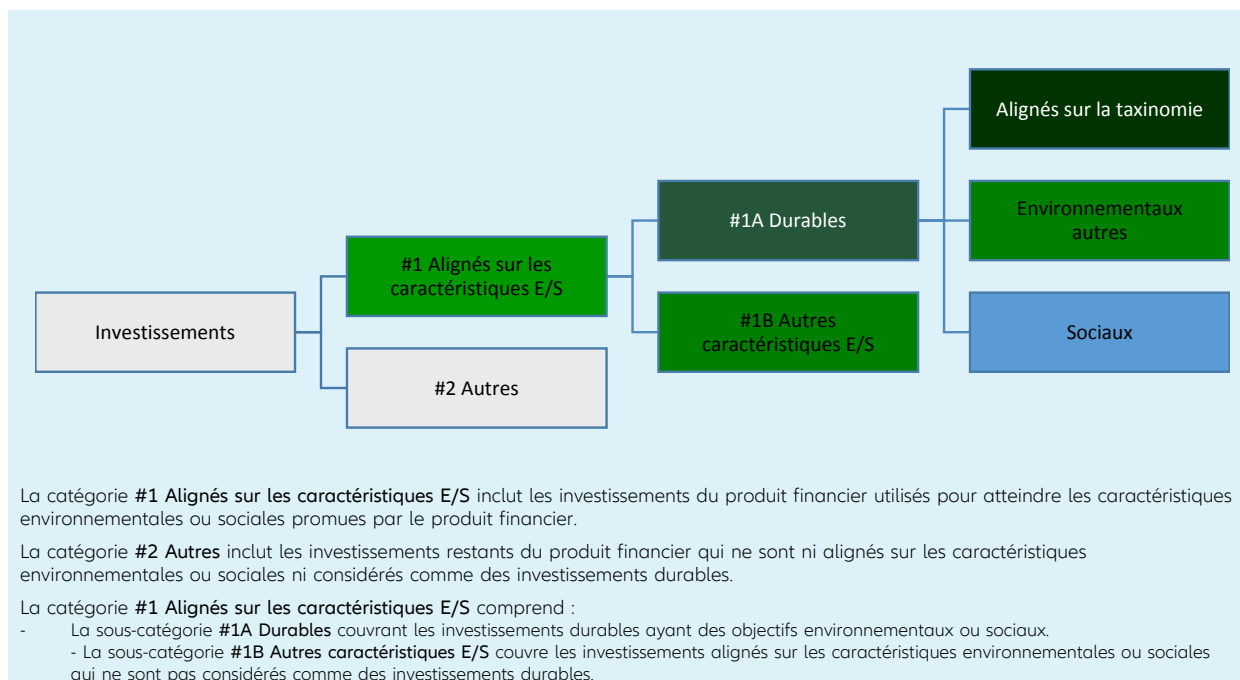 Alignés sur la taxinomie
#1A Durables
Environnementaux
autres
#1 Alignés sur les
caractéristiques E/S
Investissements
#1B Autres
caractéristiques E/S
Sociaux
#2 Autres
La catégorie #1 Alignés sur les caractéristiques E/S inclut les investissements du produit financier utilisés pour atteindre les caractéristiques
environnementales ou sociales promues par le produit financier.
La catégorie #2 Autres inclut les investissements restants du produit financier qui ne sont ni alignés sur les caractéristiques
environnementales ou sociales ni considérés comme des investissements durables.
La catégorie #1 Alignés sur les caractéristiques E/S comprend :
- La sous-catégorie #1A Durables couvrant les investissements durables ayant des objectifs environnementaux ou sociaux.
- La sous-catégorie #1B Autres caractéristiques E/S couvre les investissements alignés sur les caractéristiques environnementales ou sociales
qui ne sont pas considérés comme des investissements durables.